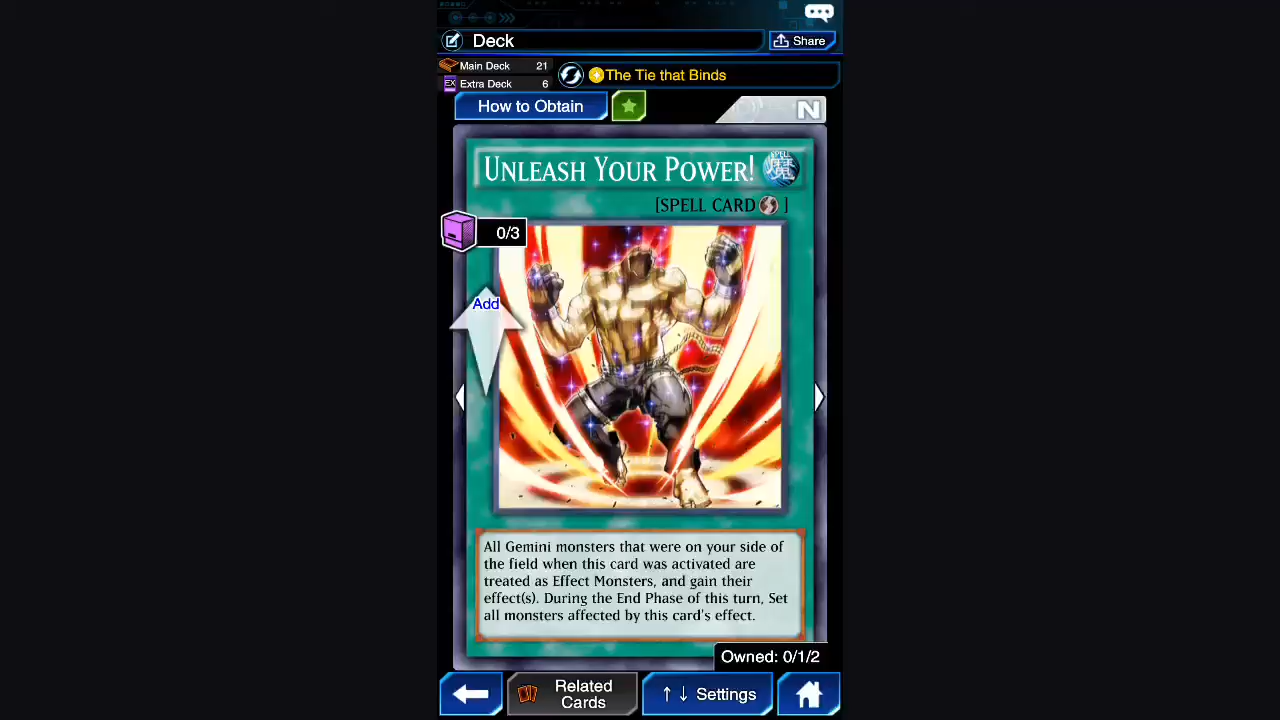 Deck
Share
Main Deck 21
The Tie that Binds
EX Extra Deck 6
How to Obtain
N
UNLEASH YOUR POWER!
SPELL
魔
[SPELL CARD ]
0/3
Add
All Gemini monsters that were on your side of
the field when this card was activated are
treated as Effect Monsters, and gain their
effect(s). During the End Phase of this turn, Set
all monsters affected by this card's effect.
Owned: 0/1/2
Related
Cards
↑↓ Settings